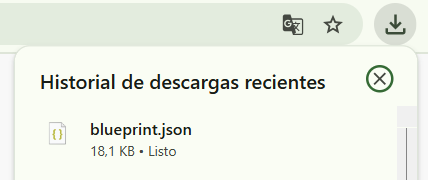 Historial de descargas recientes
blueprint.json
18,1 KB • Listo